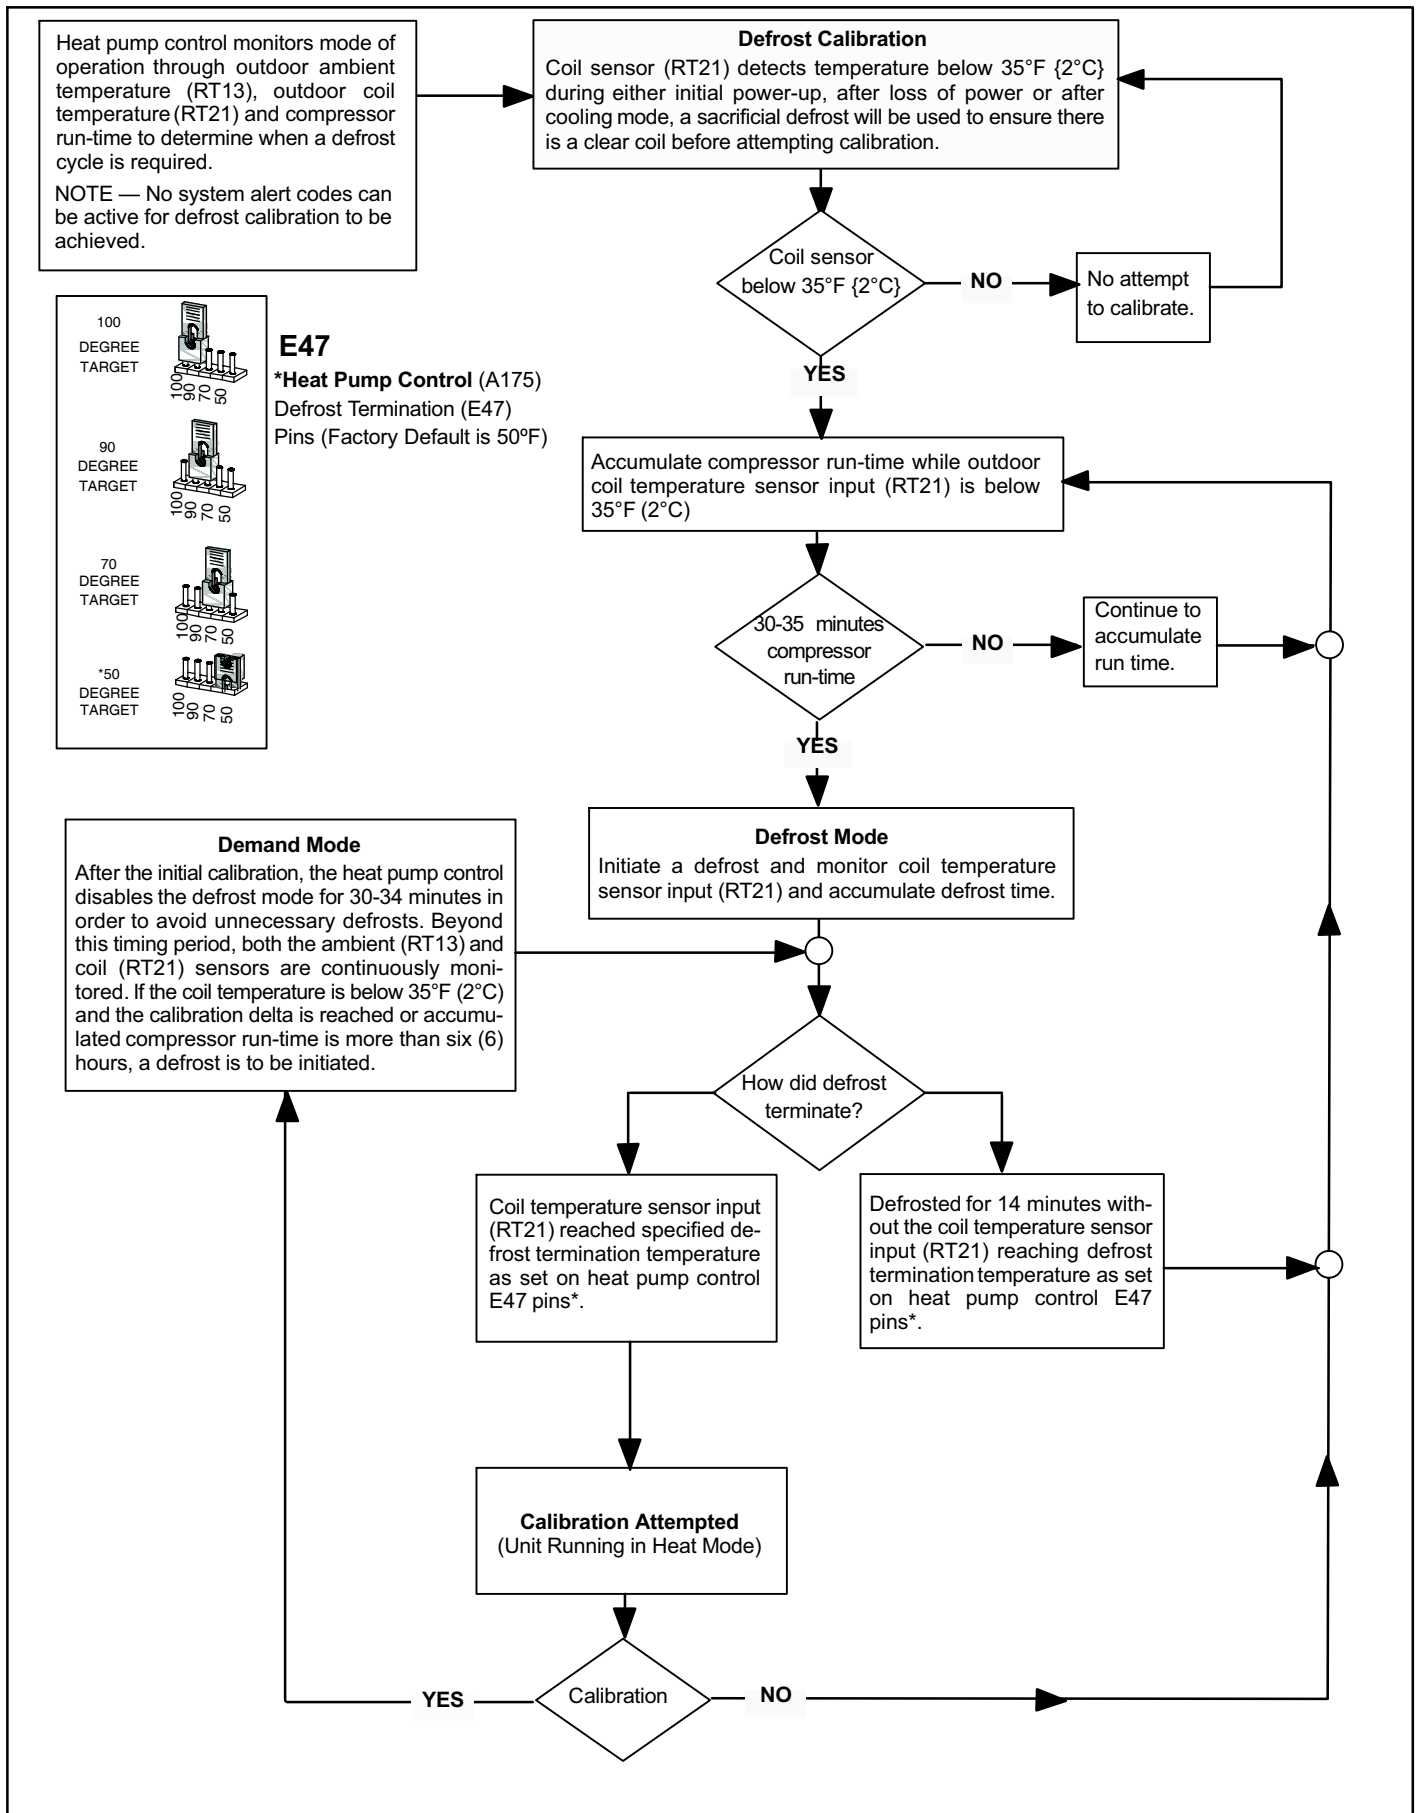 Heat pump control monitors mode of
operation through outdoor ambient
temperature (RT13), outdoor coil
temperature (RT21) and compressor
run-time to determine when a defrost
cycle is required.
NOTE — No system alert codes can
be active for defrost calibration to be
achieved.
Defrost Calibration
Coil sensor (RT21) detects temperature below 35°F {2°C}
during either initial power-up, after loss of power or after
cooling mode, a sacrificial defrost will be used to ensure there
is a clear coil before attempting calibration.
Coil sensor
below 35°F {2°C}
NO
No attempt
to calibrate.
YES
100
DEGREE
TARGET
100
90
70
50
90
DEGREE
TARGET
100
90
70
50
70
DEGREE
TARGET
100
90
70
50
*50
DEGREE
TARGET
100
90
70
50
E47
*Heat Pump Control (A175)
Defrost Termination (E47)
Pins (Factory Default is 50ºF)
Accumulate compressor run-time while outdoor
coil temperature sensor input (RT21) is below
35°F (2°C)
30-35 minutes
compressor
run-time
NO
Continue to
accumulate
run time.
YES
Defrost Mode
Initiate a defrost and monitor coil temperature
sensor input (RT21) and accumulate defrost time.
Demand Mode
After the initial calibration, the heat pump control
disables the defrost mode for 30-34 minutes in
order to avoid unnecessary defrosts. Beyond
this timing period, both the ambient (RT13) and
coil (RT21) sensors are continuously moni-
tored. If the coil temperature is below 35°F (2°C)
and the calibration delta is reached or accumu-
lated compressor run-time is more than six (6)
hours, a defrost is to be initiated.
How did defrost
terminate?
Coil temperature sensor input
(RT21) reached specified de-
frost termination temperature
as set on heat pump control
E47 pins*.
Defrosted for 14 minutes with-
out the coil temperature sensor
input (RT21) reaching defrost
termination temperature as set
on heat pump control E47
pins*.
Calibration Attempted
(Unit Running in Heat Mode)
Calibration
YES
NO